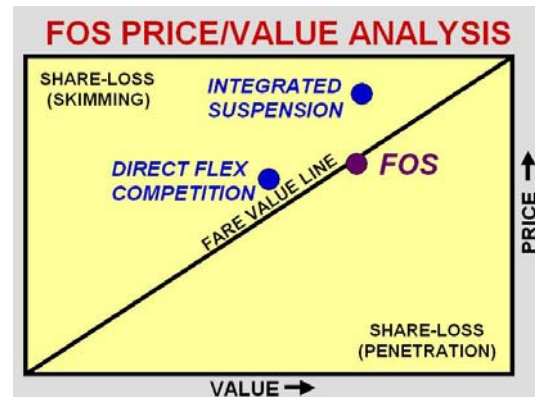 FOS PRICE/VALUE ANALYSIS
SHARE-LOSS
(SKIMMING)
INTEGRATED
SUSPENSION
DIRECT FLEX
COMPETITION
FOS
FARE VALUE LINE
PRICE →
SHARE-LOSS
(PENETRATION)
VALUE →